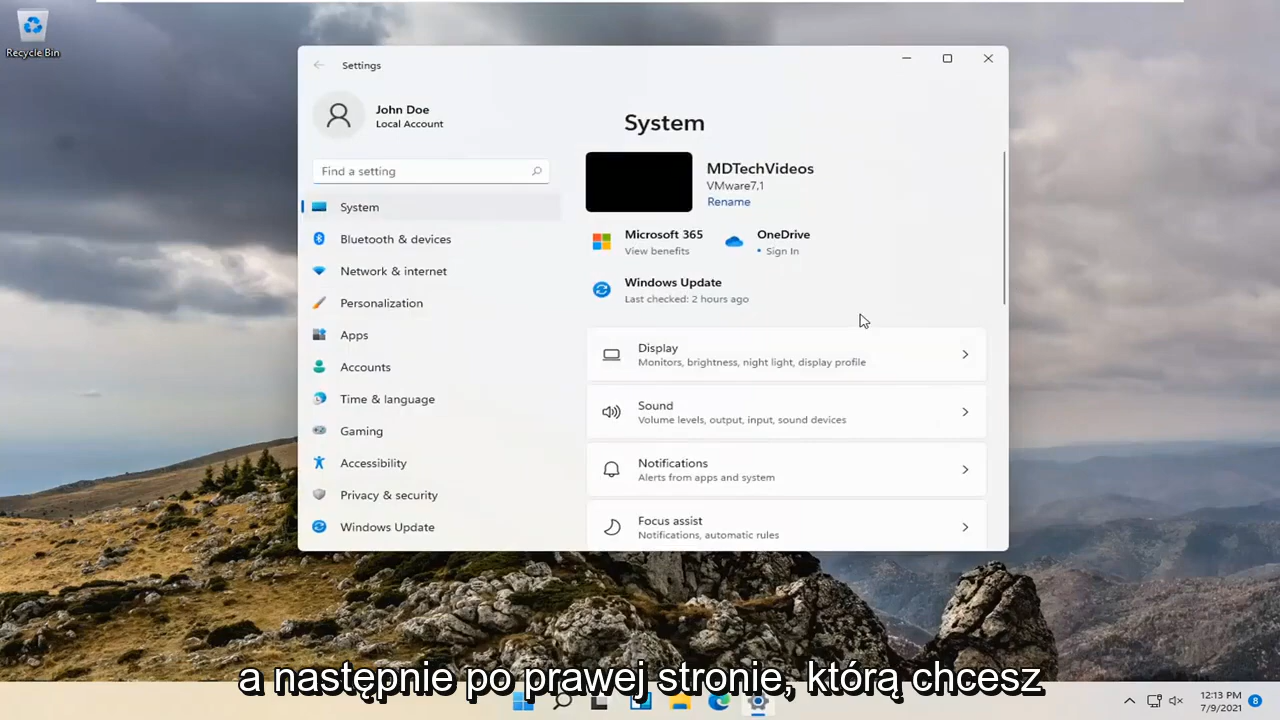 Recycle Bin
Settings
John Doe
Local Account
Find a setting
System
Bluetooth & devices
Network & internet
Personalization
Apps
Accounts
Time & language
Gaming
Accessibility
Privacy & security
Windows Update
System
MDTechVideos
VMware7,1
Rename
Microsoft 365
View benefits
OneDrive
• Sign In
Windows Update
Last checked: 2 hours ago
Display
Monitors, brightness, night light, display profile
Sound
Volume levels, output, input, sound devices
Notifications
Alerts from apps and system
Focus assist
Notifications, automatic rules
a następnie po prawej stronie, którą chcesz
12:13 PM
7/9/2021
8